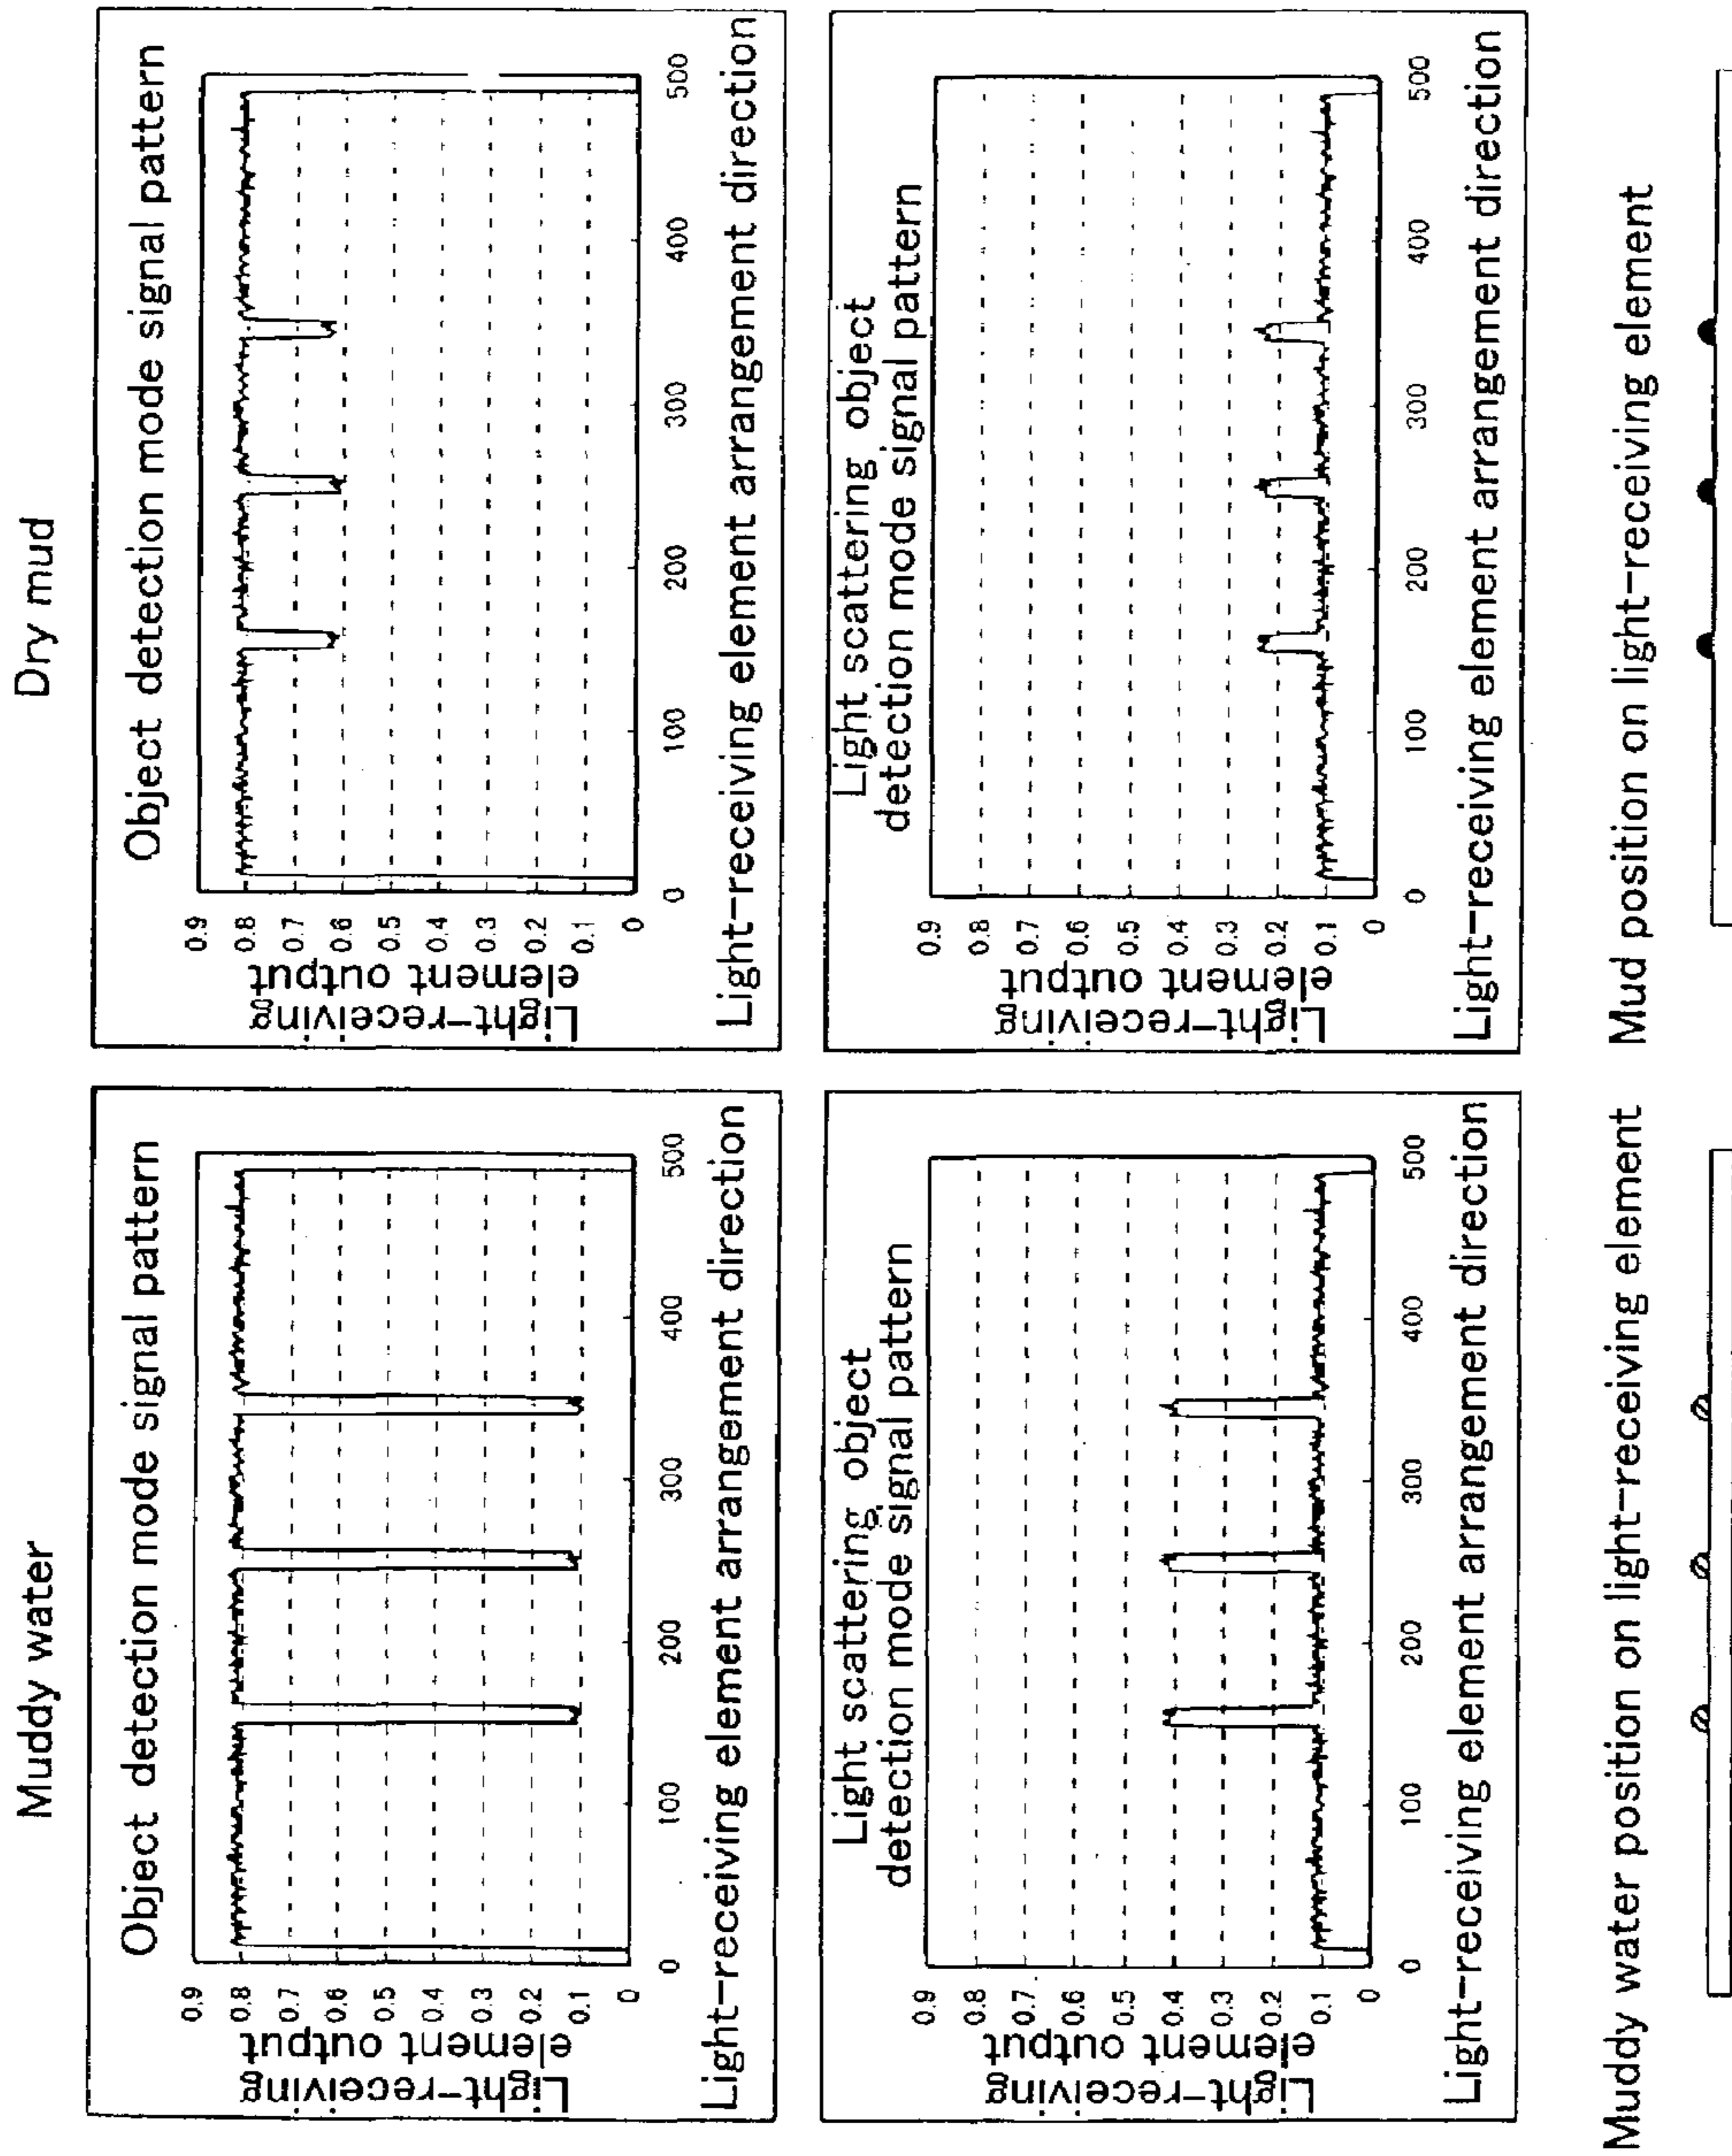 Muddy water
Object detection mode signal pattern
Light-receiving
element output
0.9
0.8
0.7
0.6
0.5
0.4
0.3
0.2
0.1
0
0 100 200 300 400 500
Light-receiving element arrangement direction
Light scattering object
detection mode signal pattern
Light-receiving
element output
0.9
0.8
0.7
0.6
0.5
0.4
0.3
0.2
0.1
0
0 100 200 300 400 500
Light-receiving element arrangement direction
Muddy water position on light-receiving element
Dry mud
Object detection mode signal pattern
Light-receiving
element output
0.9
0.8
0.7
0.6
0.5
0.4
0.3
0.2
0.1
0
0 100 200 300 400 500
Light-receiving element arrangement direction
Light scattering object
detection mode signal pattern
Light-receiving
element output
0.9
0.8
0.7
0.6
0.5
0.4
0.3
0.2
0.1
0
0 100 200 300 400 500
Light-receiving element arrangement direction
Mud position on light-receiving element